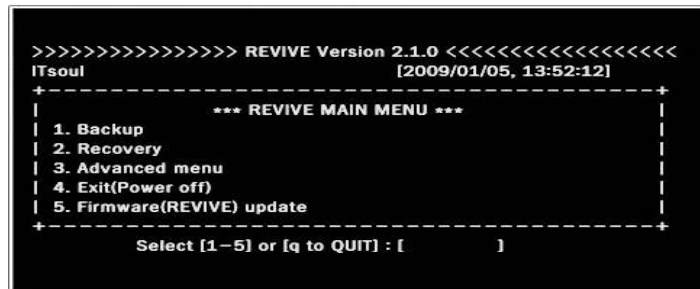 >>>>>>>>>>>>>>>> REVIVE Version 2.1.0 <<<<<<<<<<<<<<<<<<
ITsoul [2009/01/05, 13:52:12]
+-----------------------------------------------+
| *** REVIVE MAIN MENU *** |
| 1. Backup |
| 2. Recovery |
| 3. Advanced menu |
| 4. Exit(Power off) |
| 5. Firmware(REVIVE) update |
+-----------------------------------------------+
Select [1-5] or [q to QUIT] : [ ]